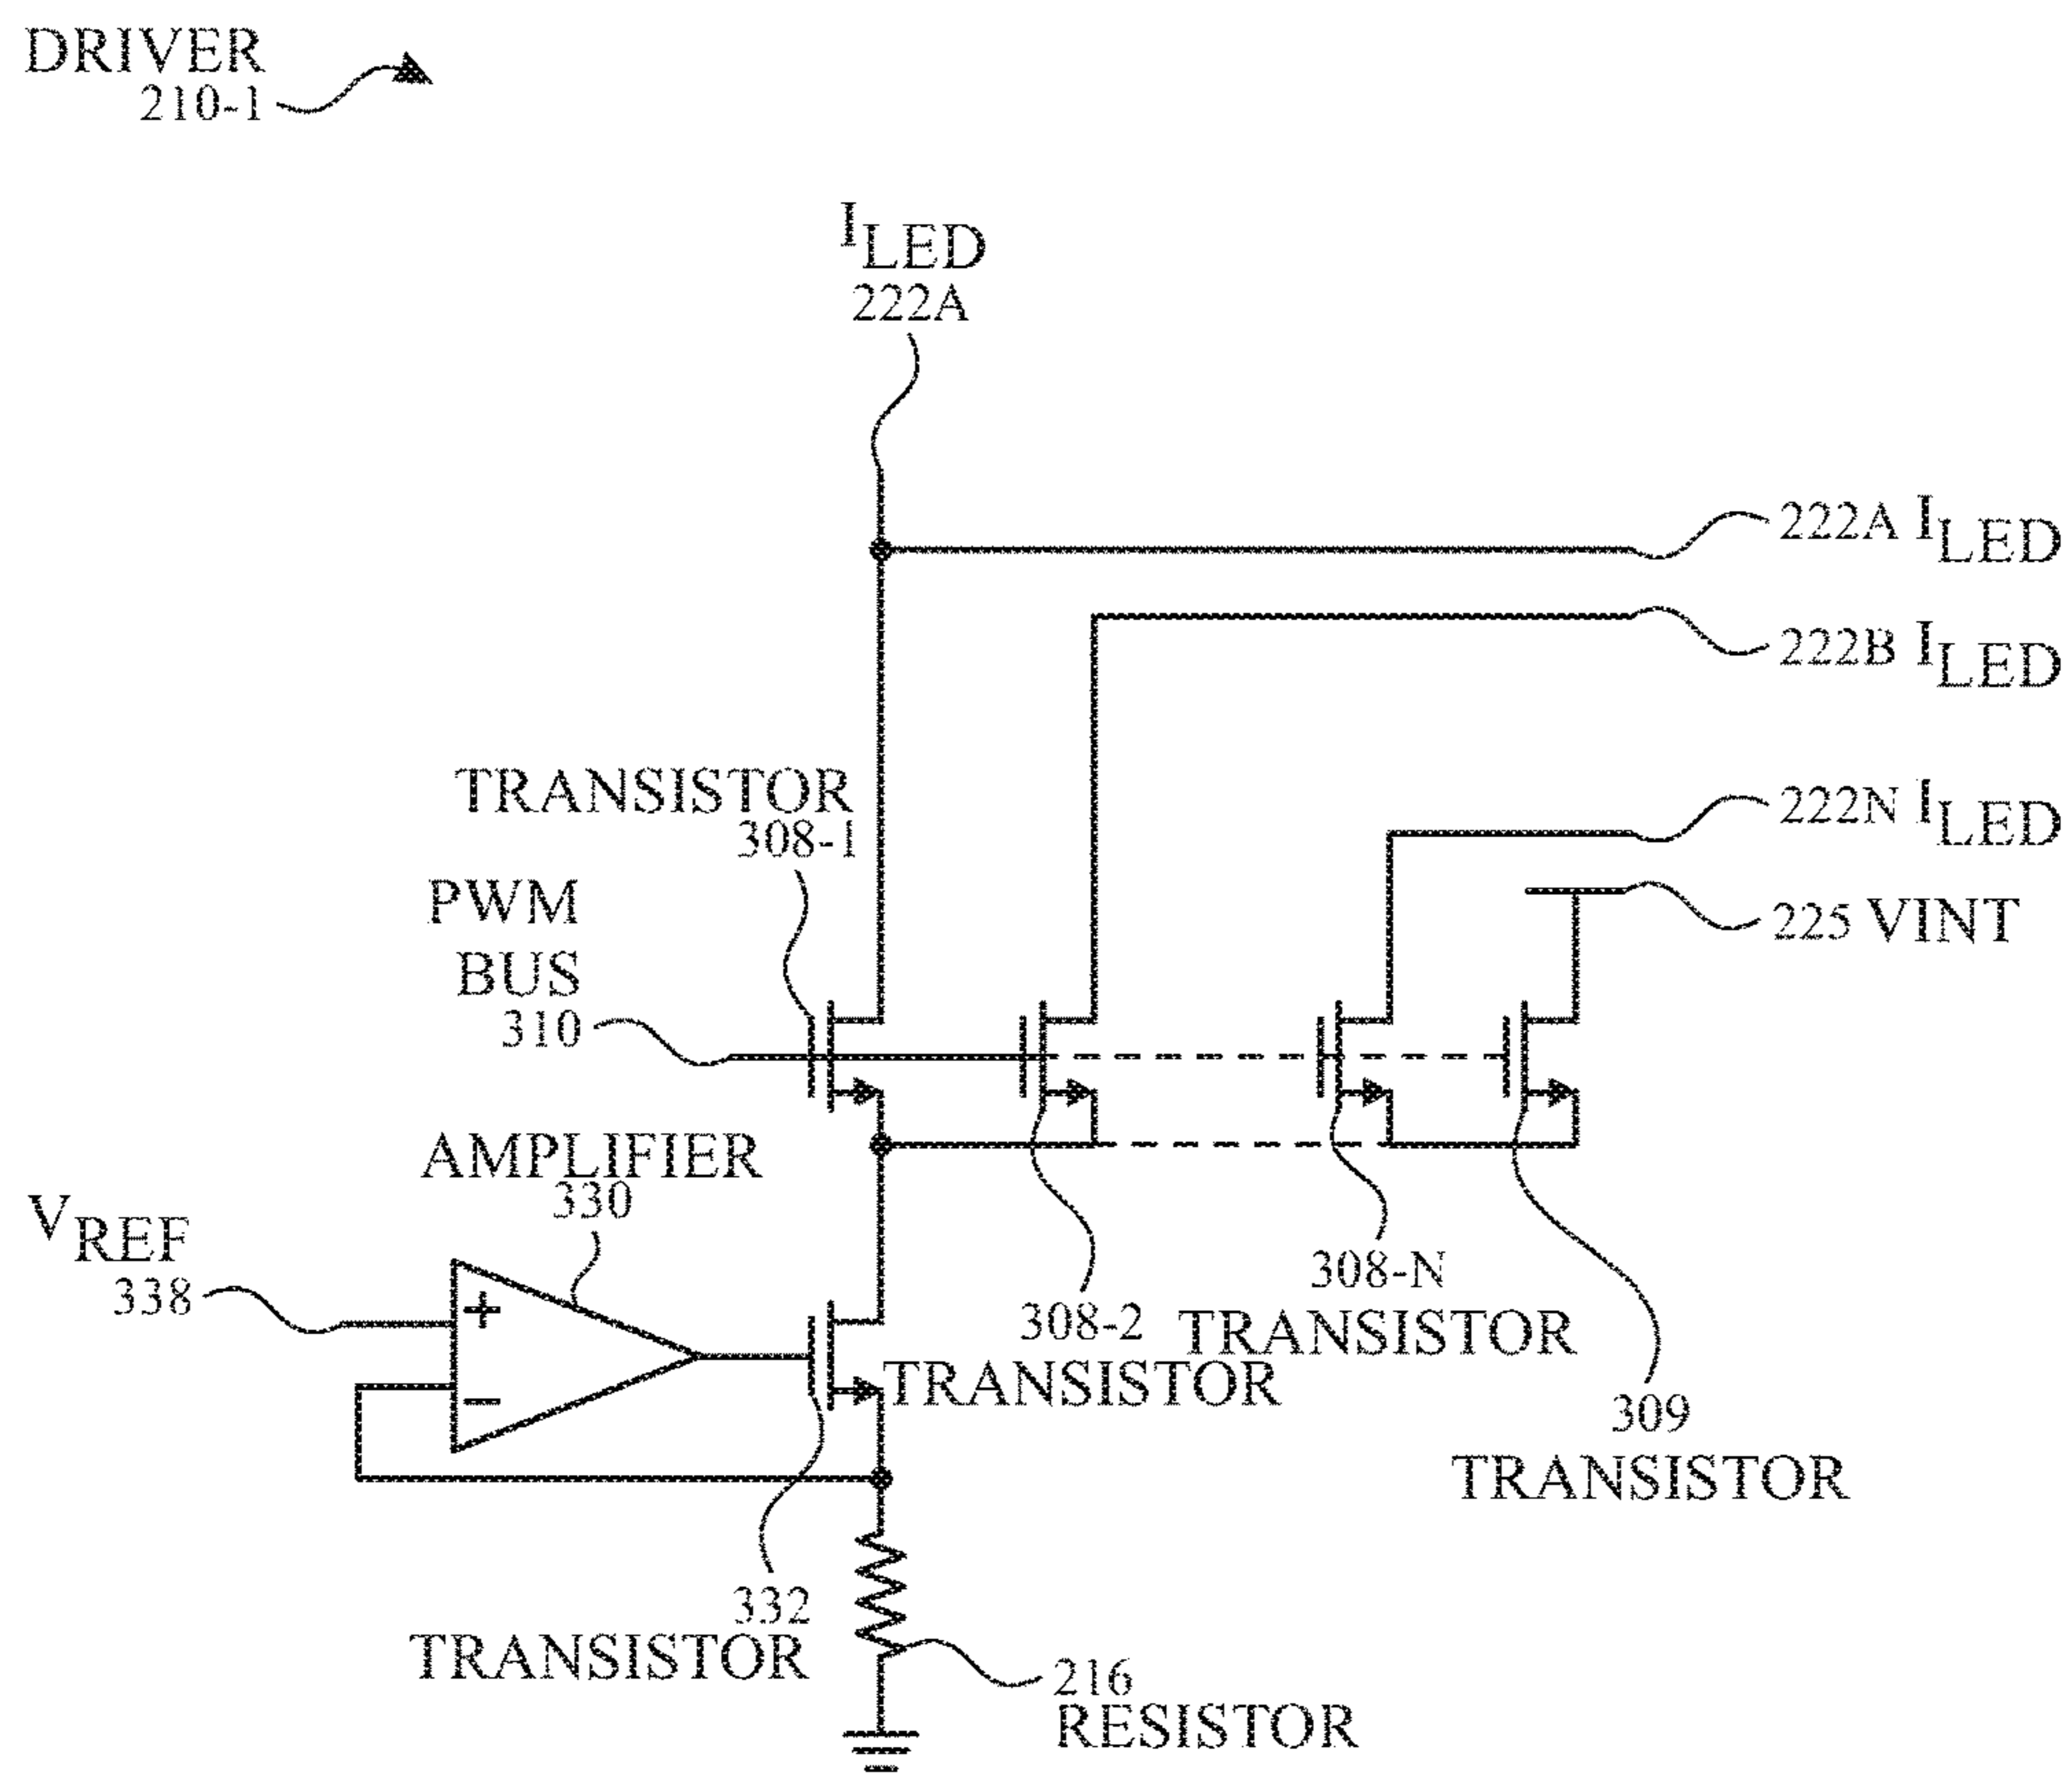 DRIVER
210-1
I LED
222A
222A I LED
222B I LED
TRANSISTOR
308-1
222N I LED
PWM
BUS
310
225 VINT
AMPLIFIER
330
V REF
338
+
−
308-2
TRANSISTOR
308-N
TRANSISTOR
309
TRANSISTOR
332
TRANSISTOR
216
RESISTOR